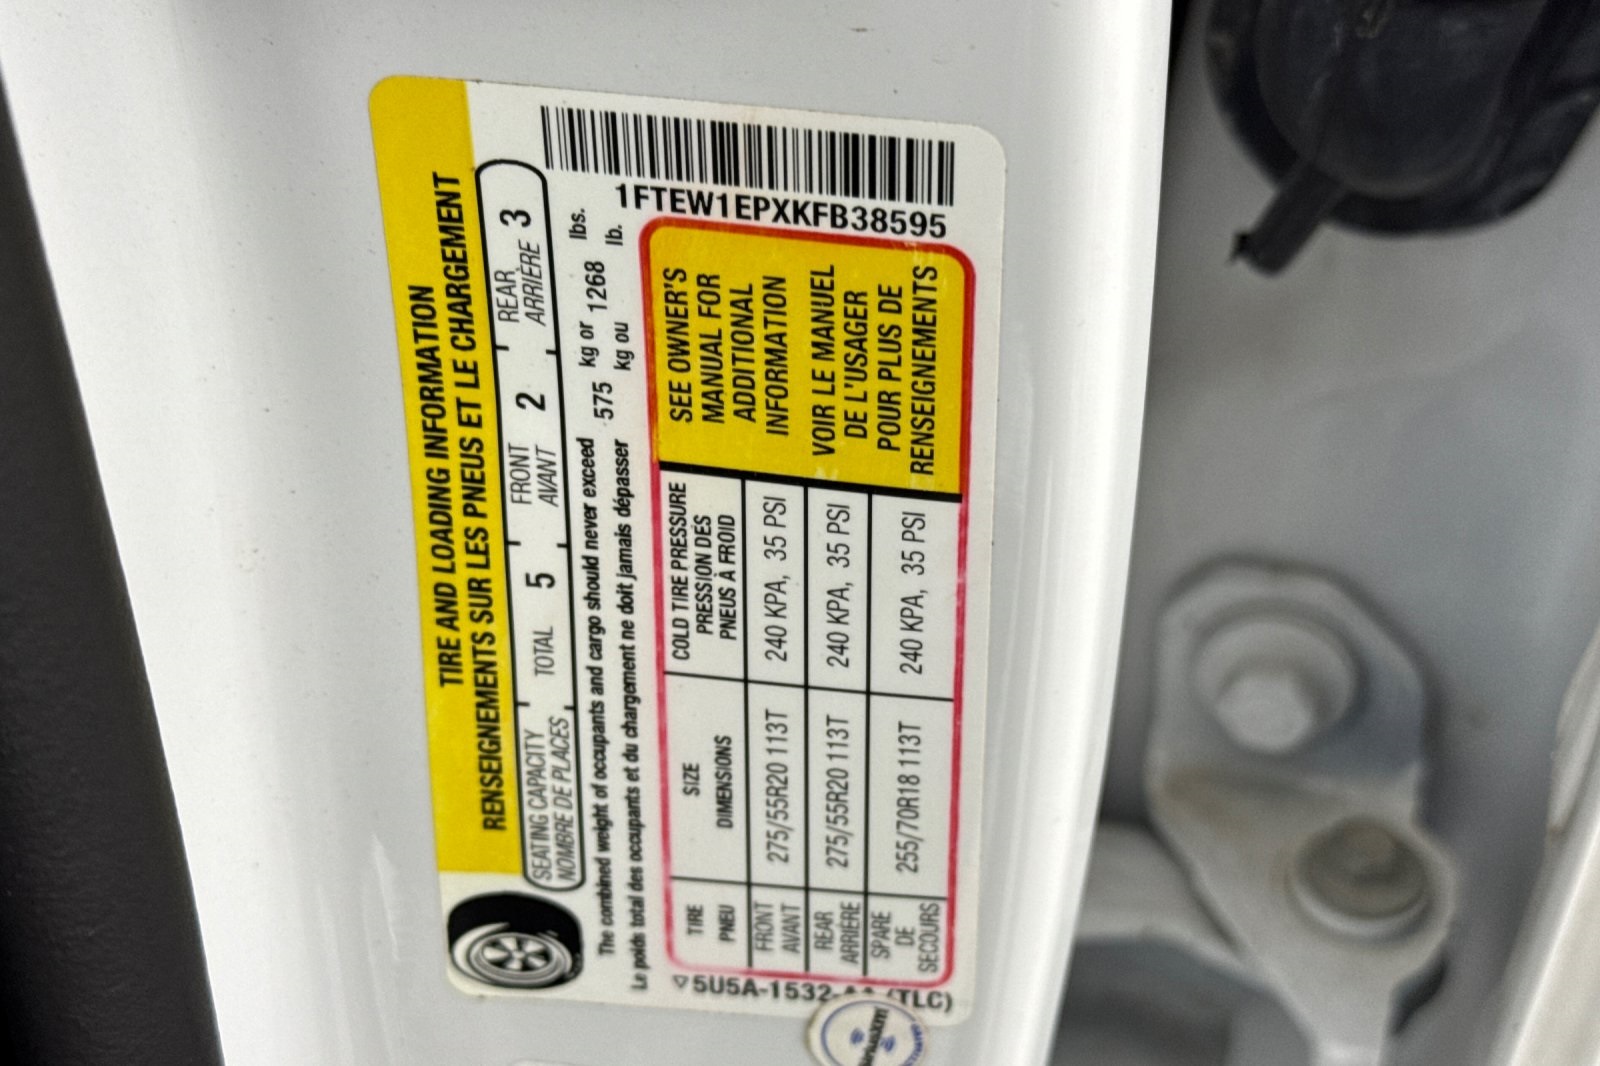 TIRE AND LOADING INFORMATION
RENSEIGNEMENTS SUR LES PNEUS ET LE CHARGEMENT
SEATING CAPACITY TOTAL 5 FRONT 2 REAR 3
NOMBRE DE PLACES AVANT ARRIÈRE
The combined weight of occupants and cargo should never exceed 575 kg or 1268 lbs.
Le poids total des occupants et du chargement ne doit jamais dépasser kg ou lb.
1FTEW1EPXKFB38595
TIRE SIZE COLD TIRE PRESSURE
PNEU DIMENSIONS PRESSION DES
PNEUS À FROID
FRONT
AVANT 275/55R20 113T 240 KPA, 35 PSI
REAR
ARRIÈRE 275/55R20 113T 240 KPA, 35 PSI
SPARE
DE
SECOURS 255/70R18 113T 240 KPA, 35 PSI
SEE OWNER'S
MANUAL FOR
ADDITIONAL
INFORMATION
VOIR LE MANUEL
DE L'USAGER
POUR PLUS DE
RENSEIGNEMENTS
5U5A-1532- (TLC)